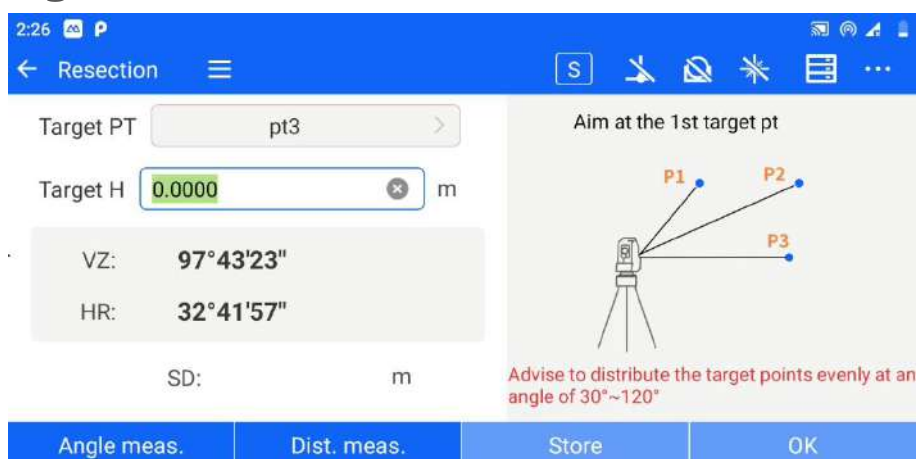 2:26 P
Resection
S
Target PT pt3
Target H 0.0000 m
VZ: 97°43'23"
HR: 32°41'57"
SD: m
Aim at the 1st target pt
P1 P2
P3
Advise to distribute the target points evenly at an
angle of 30°~120°
Angle meas. Dist. meas. Store OK